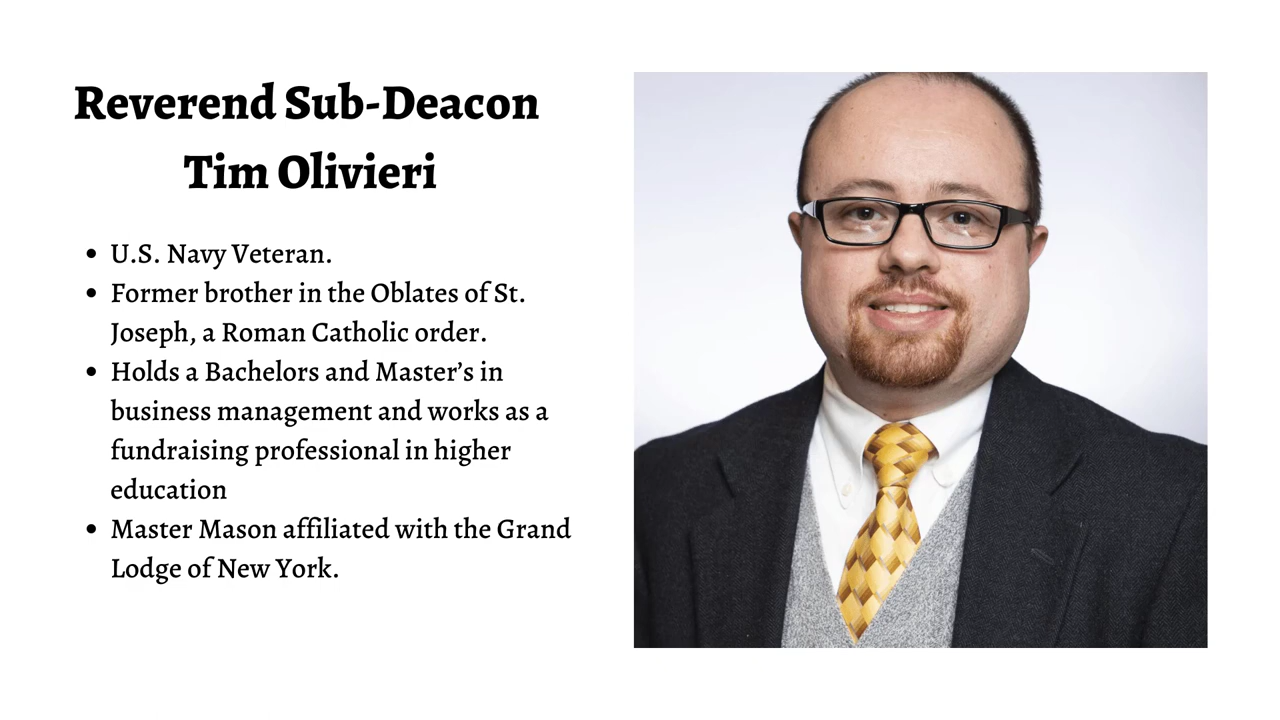 Reverend Sub-Deacon
Tim Olivieri
• U.S. Navy Veteran.
• Former brother in the Oblates of St.
Joseph, a Roman Catholic order.
• Holds a Bachelors and Master’s in
business management and works as a
fundraising professional in higher
education
• Master Mason affiliated with the Grand
Lodge of New York.